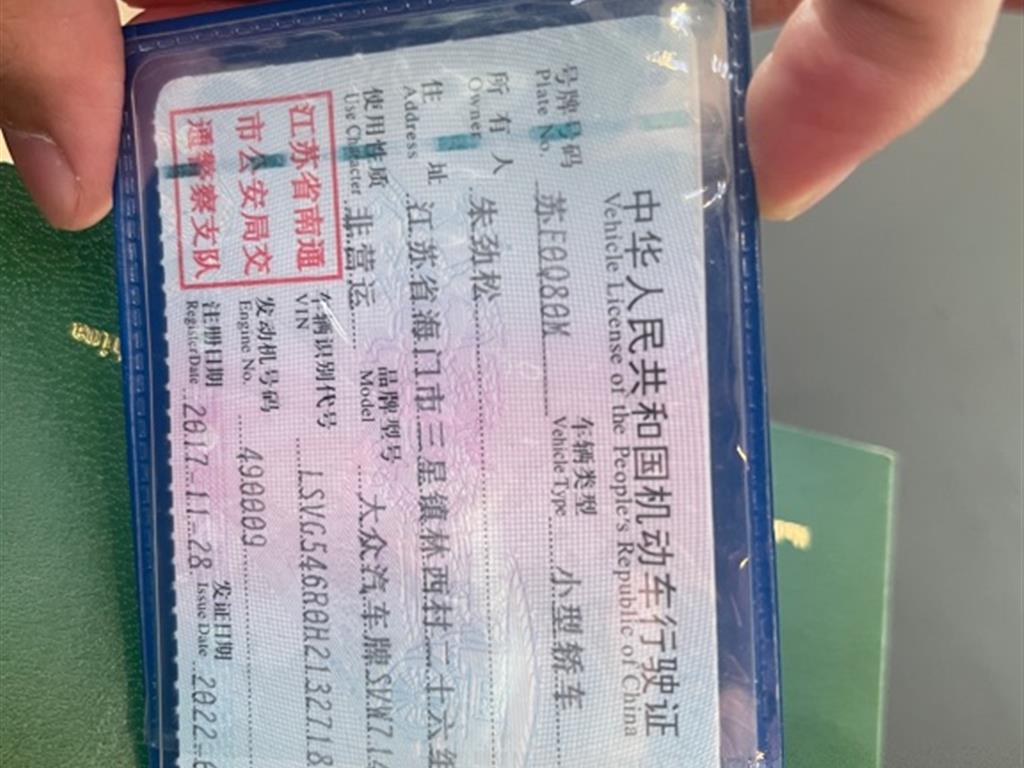 中华人民共和国机动车行驶证
Vehicle License of the People's Republic of China
号牌号码 苏F0Q80M 车辆类型 小型轿车
Plate No. Vehicle Type
所有人 朱劲松
Owner
住址 江苏省海门市三星镇林西村二十六组
Address
使用性质 非营运 品牌型号 大众汽车牌SVW714
Use Character Model
江苏省南通
市公安局交
通警察支队
车辆识别代号 LSVG546R0H2132718
VIN
发动机号码 490009
Engine No.
注册日期 2017-11-28 发证日期 2022-
Register Date Issue Date